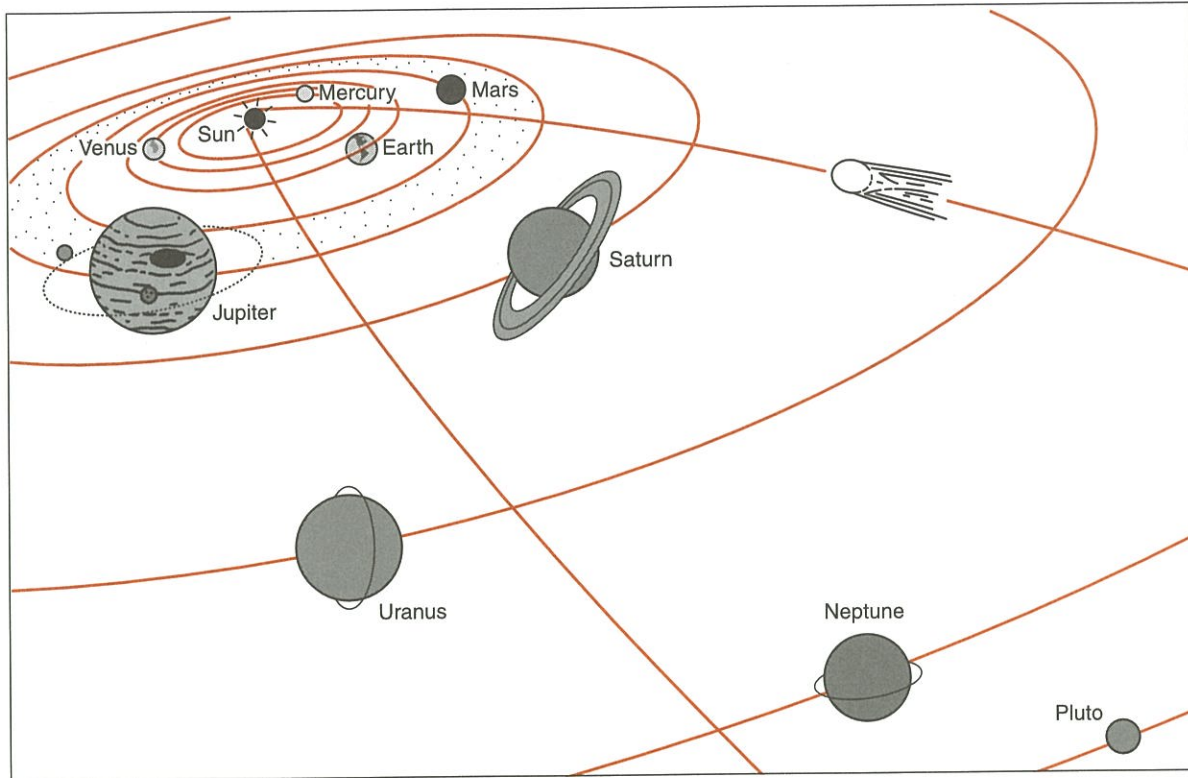 Mercury
Mars
Sun
Venus
Earth
Saturn
Jupiter
Uranus
Neptune
Pluto